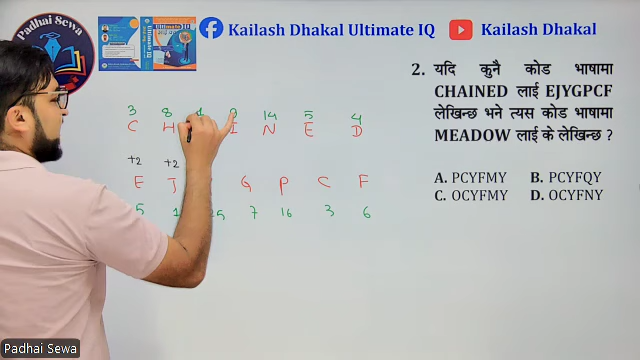 Padhai Sewa
Kailash Dhakal Ultimate IQ
Kailash Dhakal
2. यदि कुनै कोड भाषामा
CHAINED लाई EJYGPCF
लेखिन्छ भने त्यस कोड भाषामा
MEADOW लाई के लेखिन्छ ?
A. PCYFMY B. PCYFQY
C. OCYFMY D. OCYFNY
3 8 9 14 5 4
C H I N E D
+2 +2
E J G P C F
5 7 16 3 6
Padhai Sewa